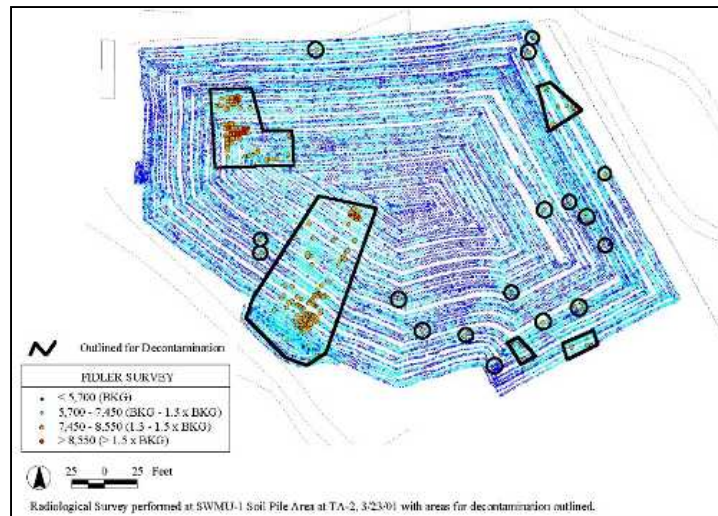 Outlined for Decontamination
FIDLER SURVEY
< 5,700 (BKG)
5,700 - 7,450 (BKG - 1.3 x BKG)
7,450 - 8,550 (1.3 - 1.5 x BKG)
> 8,550 (> 1.5 x BKG)
25 0 25 Feet
Radiological Survey performed at SWMU-1 Soil Pile Area at TA-2, 3/23/01 with areas for decontamination outlined.